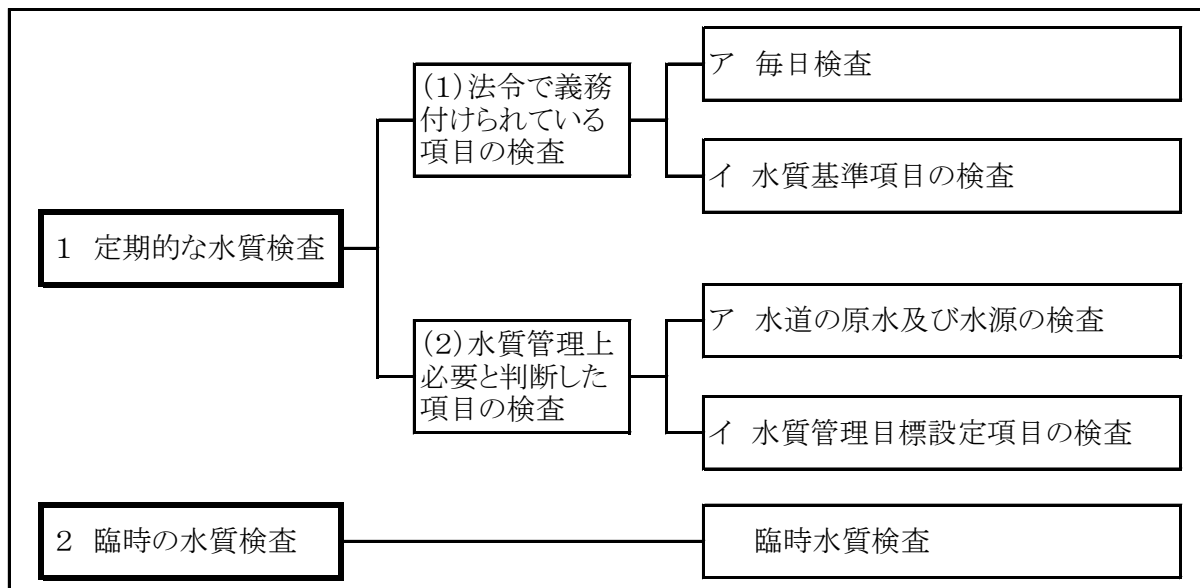 1 定期的な水質検査
(1)法令で義務
付けられている
項目の検査
ア 毎日検査
イ 水質基準項目の検査
(2)水質管理上
必要と判断した
項目の検査
ア 水道の原水及び水源の検査
イ 水質管理目標設定項目の検査
2 臨時の水質検査
臨時水質検査